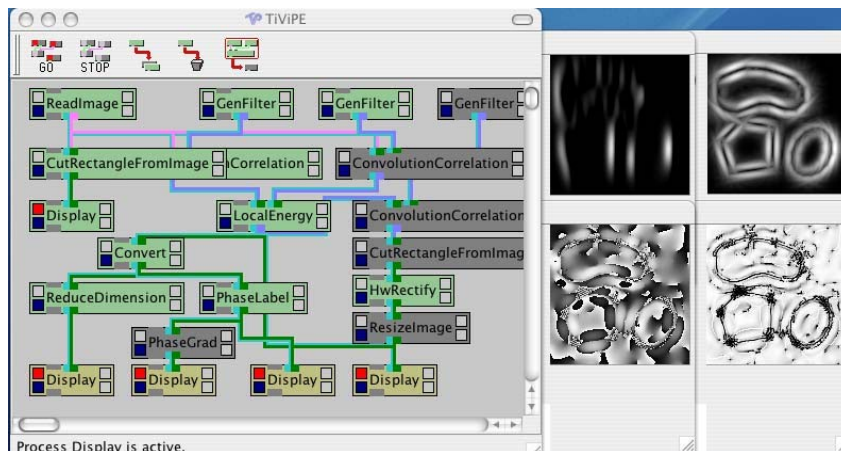 TiViPE
GO STOP
ReadImage GenFilter GenFilter GenFilter
CutRectangleFromImage nCorrelation ConvolutionCorrelation
Display LocalEnergy ConvolutionCorrelation
Convert CutRectangleFromImag
ReduceDimension PhaseLabel HwRectify
PhaseGrad ResizeImage
Display Display Display Display
Process Display is active.